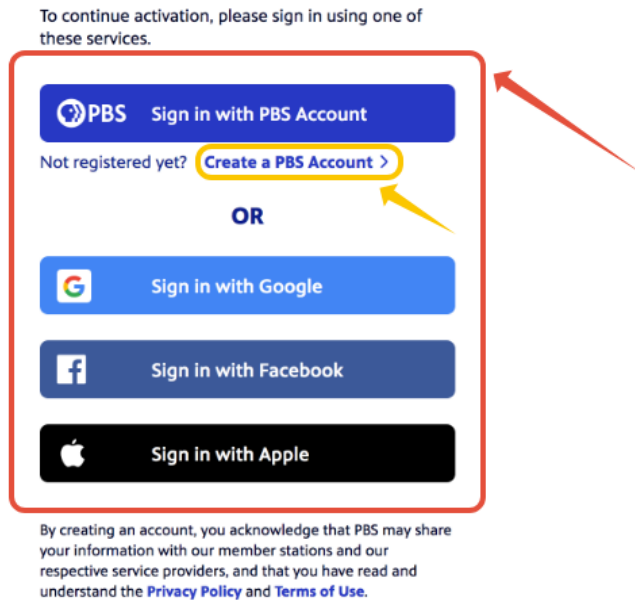 To continue activation, please sign in using one of
these services.
PBS Sign in with PBS Account
Not registered yet? Create a PBS Account >
OR
Sign in with Google
Sign in with Facebook
Sign in with Apple
By creating an account, you acknowledge that PBS may share
your information with our member stations and our
respective service providers, and that you have read and
understand the Privacy Policy and Terms of Use.